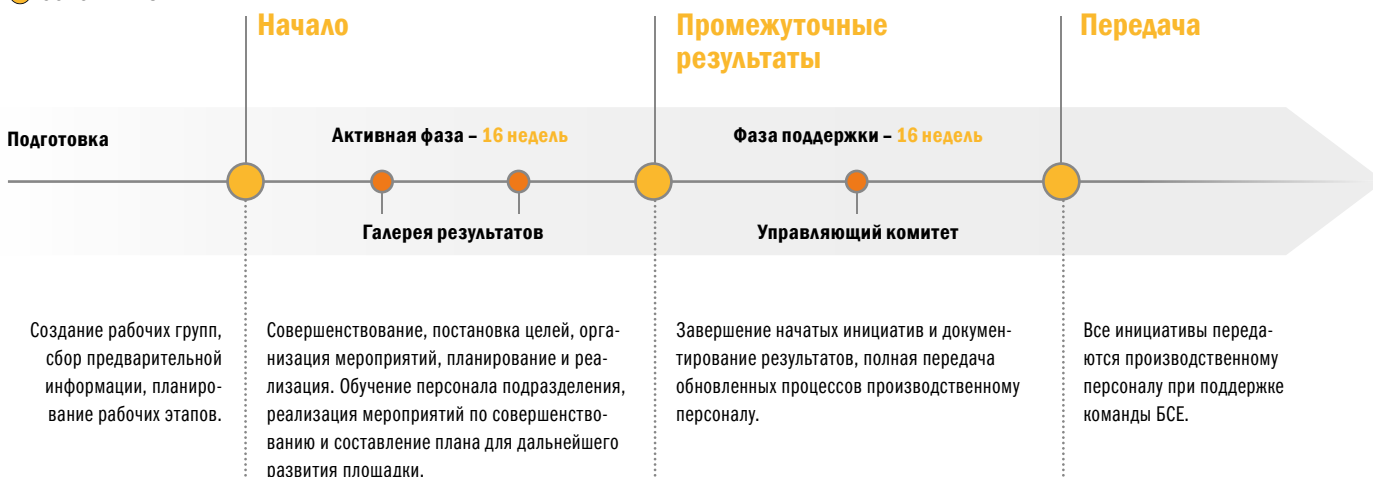 Начало
Промежуточные
результаты
Передача
Подготовка
Активная фаза – 16 недель
Фаза поддержки – 16 недель
Галерея результатов
Управляющий комитет
Создание рабочих групп,
сбор предварительной
информации, планиро-
вание рабочих этапов.
Совершенствование, постановка целей, орга-
низация мероприятий, планирование и реа-
лизация. Обучение персонала подразделения,
реализация мероприятий по совершенство-
ванию и составление плана для дальнейшего
развития площадки.
Завершение начатых инициатив и докумен-
тирование результатов, полная передача
обновленных процессов производственному
персоналу.
Все инициативы переда-
ются производственному
персоналу при поддержке
команды БСЕ.